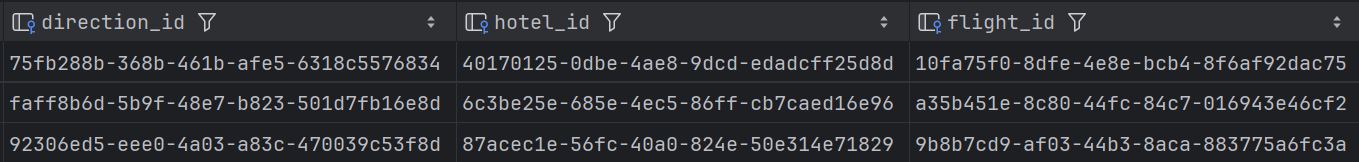 direction_id hotel_id flight_id
75fb288b-368b-461b-afe5-6318c5576834 40170125-0dbe-4ae8-9dcd-edadcff25d8d 10fa75f0-8dfe-4e8e-bcb4-8f6af92dac75
faff8b6d-5b9f-48e7-b823-501d7fb16e8d 6c3be25e-685e-4ec5-86ff-cb7caed16e96 a35b451e-8c80-44fc-84c7-016943e46cf2
92306ed5-eee0-4a03-a83c-470039c53f8d 87acec1e-56fc-40a0-824e-50e314e71829 9b8b7cd9-af03-44b3-8aca-883775a6fc3a